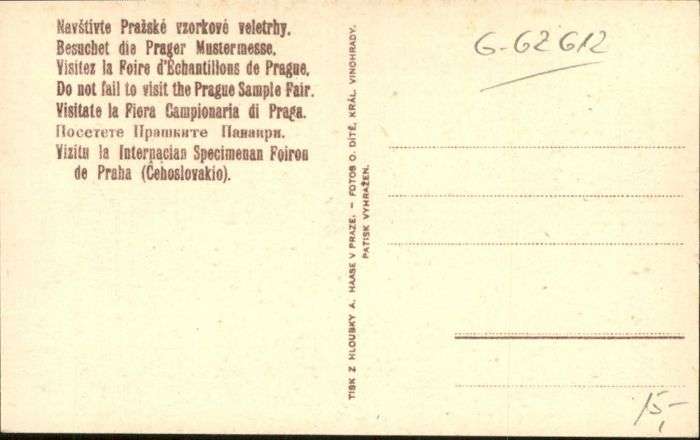 Navštivte Pražské vzorkové veletrhy.
Besuchet die Prager Mustermesse.
Visitez la Foire d'Échantillons de Prague.
Do not fail to visit the Prague Sample Fair.
Visitate la Fiera Campionaria di Praga.
Посетете Прашките Панаири.
Vizitu la Internacian Specimenan Foiron
de Praha (Ĉeĥoslovakio).
TISK Z HLOUBKY A. HAASE V PRAZE. – FOTOS O. DÍTĚ, KRÁL. VINOHRADY.
PATISK VYHRAŽEN.
G-62612
15,-